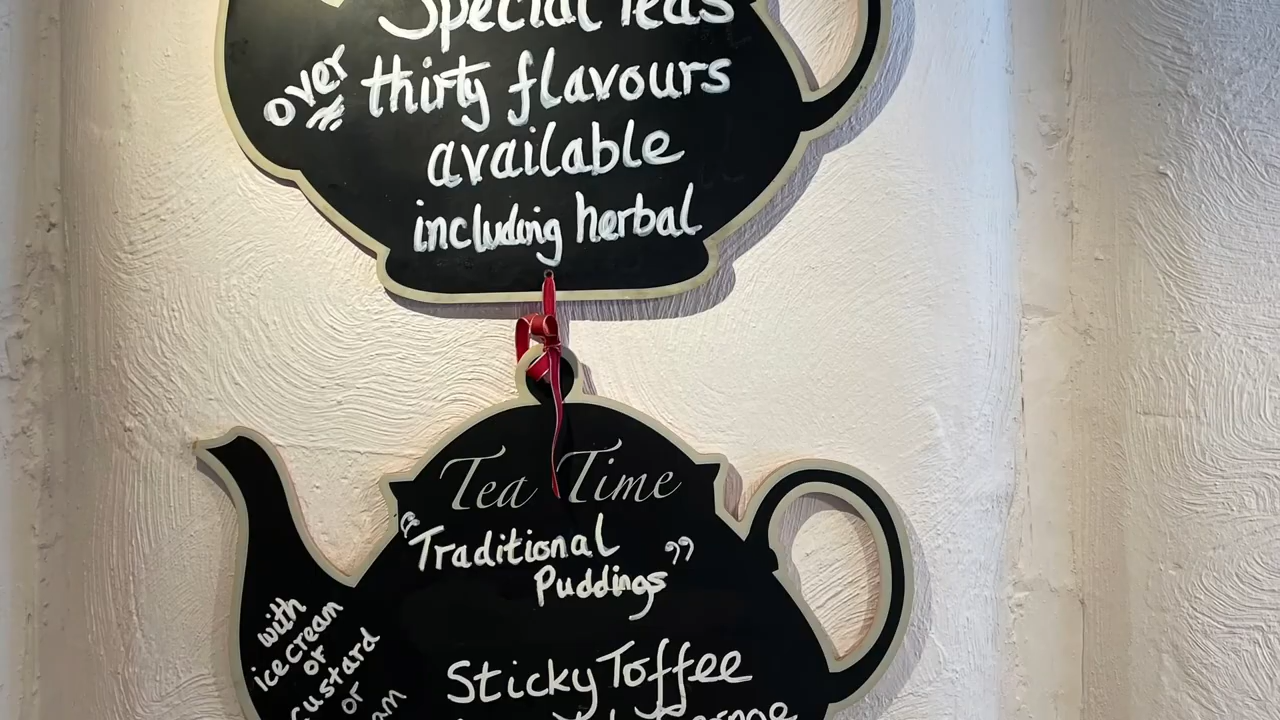 Special Teas
over thirty flavours
available
including herbal
Tea Time
"Traditional
Puddings"
with
ice cream
or
custard
or
Sticky Toffee